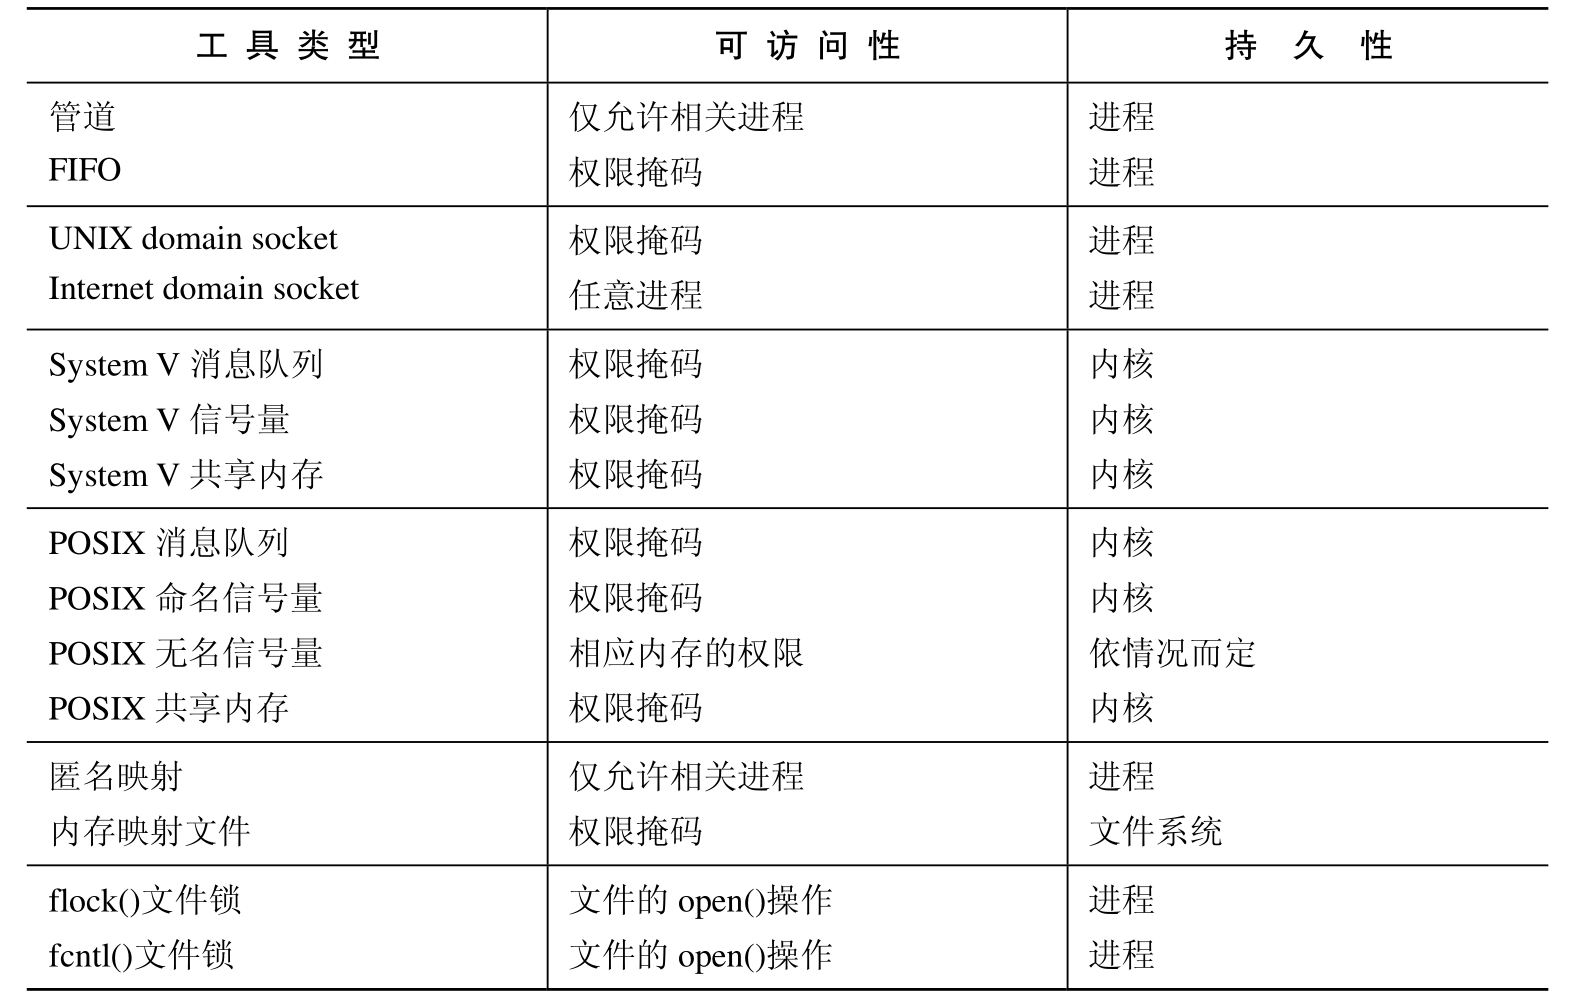 工具类型 可访问性 持久性
管道 仅允许相关进程 进程
FIFO 权限掩码 进程
UNIX domain socket 权限掩码 进程
Internet domain socket 任意进程 进程
System V 消息队列 权限掩码 内核
System V 信号量 权限掩码 内核
System V 共享内存 权限掩码 内核
POSIX 消息队列 权限掩码 内核
POSIX 命名信号量 权限掩码 内核
POSIX 无名信号量 相应内存的权限 依情况而定
POSIX 共享内存 权限掩码 内核
匿名映射 仅允许相关进程 进程
内存映射文件 权限掩码 文件系统
flock()文件锁 文件的 open()操作 进程
fcntl()文件锁 文件的 open()操作 进程